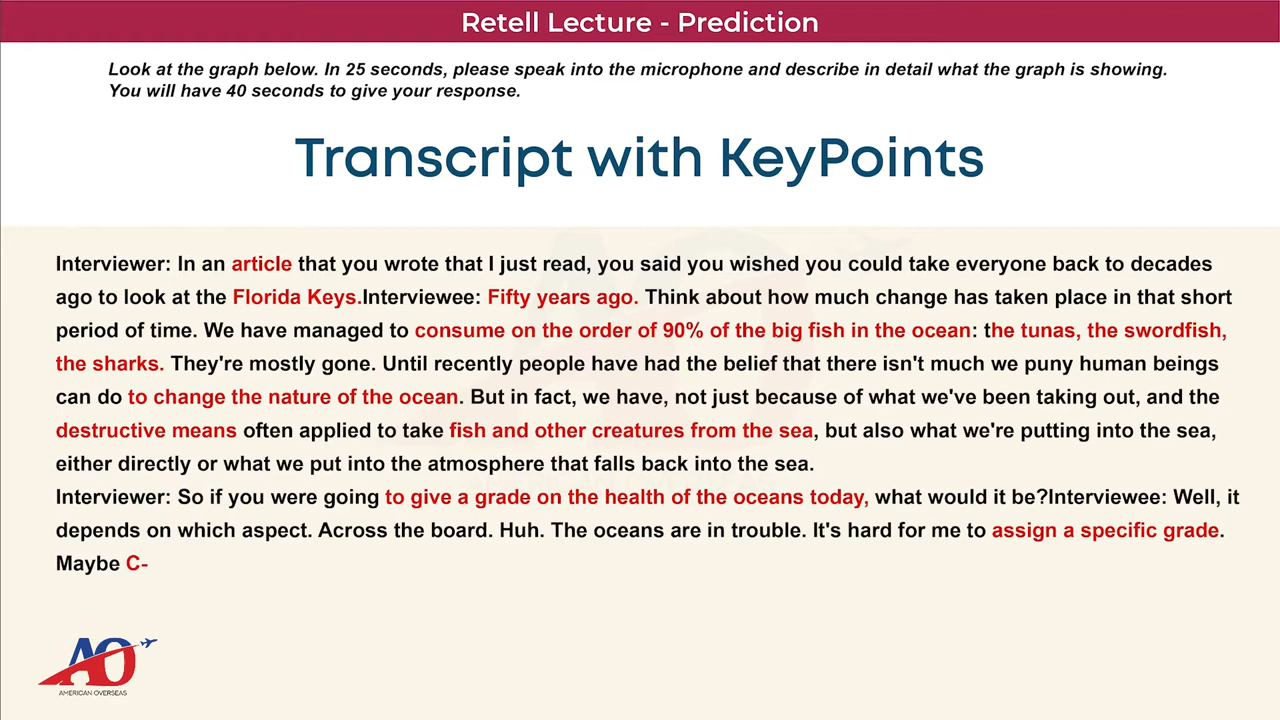 Retell Lecture - Prediction
Look at the graph below. In 25 seconds, please speak into the microphone and describe in detail what the graph is showing.
You will have 40 seconds to give your response.
Transcript with KeyPoints
Interviewer: In an article that you wrote that I just read, you said you wished you could take everyone back to decades
ago to look at the Florida Keys.Interviewee: Fifty years ago. Think about how much change has taken place in that short
period of time. We have managed to consume on the order of 90% of the big fish in the ocean: the tunas, the swordfish,
the sharks. They're mostly gone. Until recently people have had the belief that there isn't much we puny human beings
can do to change the nature of the ocean. But in fact, we have, not just because of what we've been taking out, and the
destructive means often applied to take fish and other creatures from the sea, but also what we're putting into the sea,
either directly or what we put into the atmosphere that falls back into the sea.
Interviewer: So if you were going to give a grade on the health of the oceans today, what would it be?Interviewee: Well, it
depends on which aspect. Across the board. Huh. The oceans are in trouble. It's hard for me to assign a specific grade.
Maybe C-
AO
AMERICAN OVERSEAS